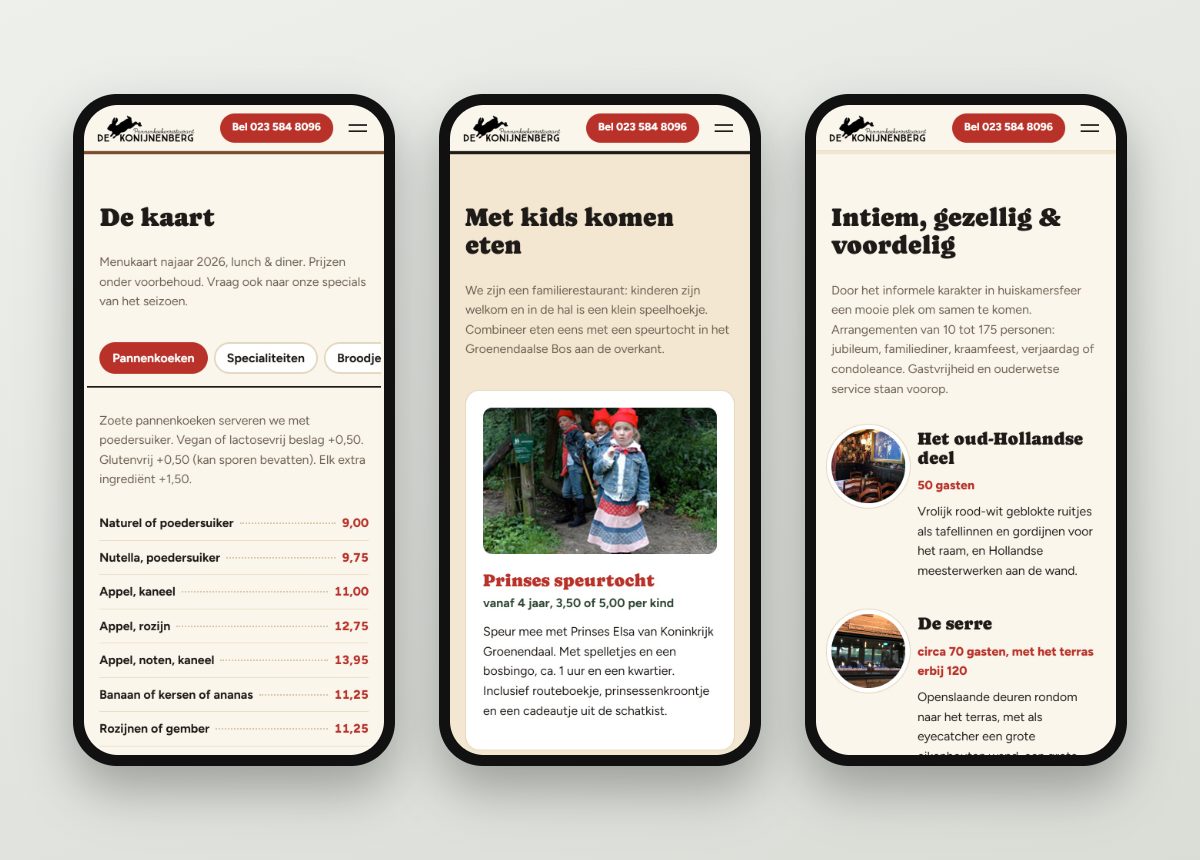 Pannenkoekenrestaurant
DE KONIJNENBERG
Bel 023 584 8096
De kaart
Menukaart najaar 2026, lunch & diner. Prijzen
onder voorbehoud. Vraag ook naar onze specials
van het seizoen.
Pannenkoeken
Specialiteiten
Broodje
Zoete pannenkoeken serveren we met
poedersuiker. Vegan of lactosevrij beslag +0,50.
Glutenvrij +0,50 (kan sporen bevatten). Elk extra
ingrediënt +1,50.
Naturel of poedersuiker 9,00
Nutella, poedersuiker 9,75
Appel, kaneel 11,00
Appel, rozijn 12,75
Appel, noten, kaneel 13,95
Banaan of kersen of ananas 11,25
Rozijnen of gember 11,25
Pannenkoekenrestaurant
DE KONIJNENBERG
Bel 023 584 8096
Met kids komen
eten
We zijn een familierestaurant: kinderen zijn
welkom en in de hal is een klein speelhoekje.
Combineer eten eens met een speurtocht in het
Groenendaalse Bos aan de overkant.
Prinses speurtocht
vanaf 4 jaar, 3,50 of 5,00 per kind
Speur mee met Prinses Elsa van Koninkrijk
Groenendaal. Met spelletjes en een
bosbingo, ca. 1 uur en een kwartier.
Inclusief routeboekje, prinsessenkroontje
en een cadeautje uit de schatkist.
Pannenkoekenrestaurant
DE KONIJNENBERG
Bel 023 584 8096
Intiem, gezellig &
voordelig
Door het informele karakter in huiskamersfeer
een mooie plek om samen te komen.
Arrangementen van 10 tot 175 personen:
jubileum, familiediner, kraamfeest, verjaardag of
condoleance. Gastvrijheid en ouderwetse
service staan voorop.
Het oud-Hollandse
deel
50 gasten
Vrolijk rood-wit geblokte ruitjes
als tafellinnen en gordijnen voor
het raam, en Hollandse
meesterwerken aan de wand.
De serre
circa 70 gasten, met het terras
erbij 120
Openslaande deuren rondom
naar het terras, met als
eyecatcher een grote